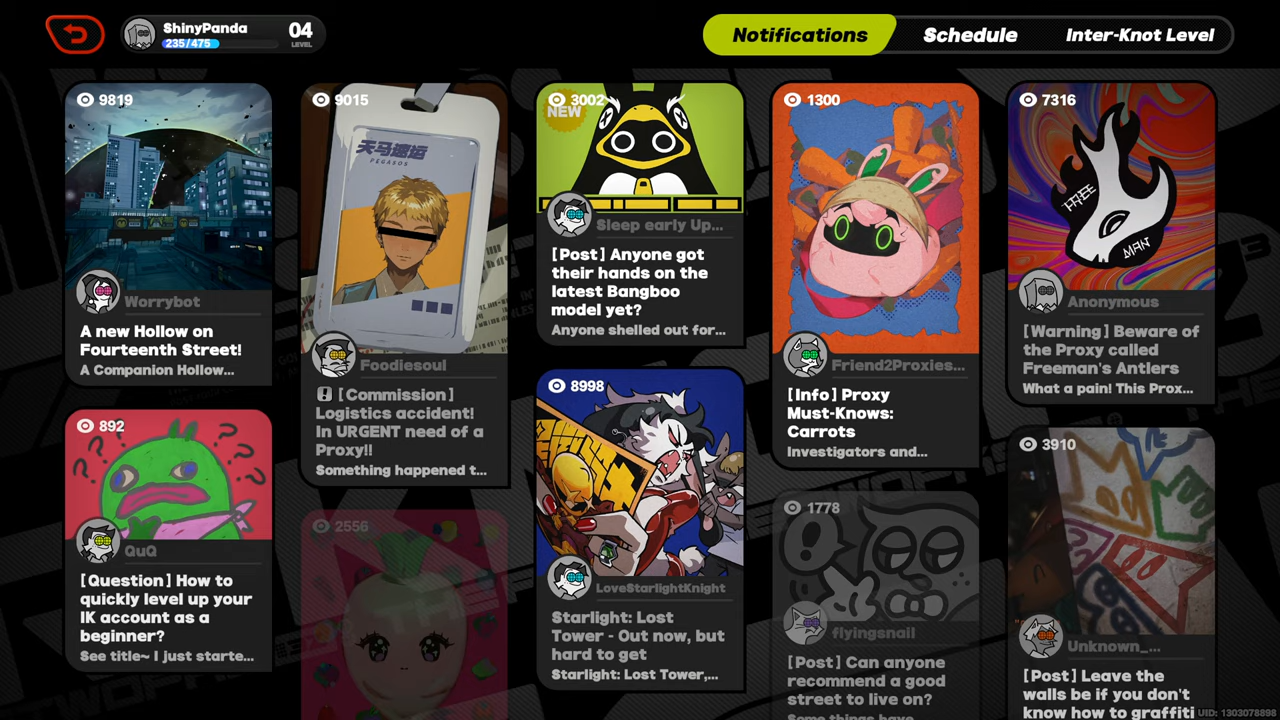 ShinyPanda
235/475
04
LEVEL
Notifications
Schedule
Inter-Knot Level
9819
Worrybot
A new Hollow on
Fourteenth Street!
A Companion Hollow...
892
QuQ
[Question] How to
quickly level up your
IK account as a
beginner?
See title~ I just starte...
9015
天马速运
PEGASUS
Foodiesoul
[Commission]
Logistics accident!
In URGENT need of a
Proxy!!
Something happened t...
2556
3002
NEW
Sleep early Up...
[Post] Anyone got
their hands on the
latest Bangboo
model yet?
Anyone shelled out for...
8998
LoveStarlightKnight
Starlight: Lost
Tower - Out now, but
hard to get
Starlight: Lost Tower,...
1300
Friend2Proxies...
[Info] Proxy
Must-Knows:
Carrots
Investigators and...
1778
flyingsnail
[Post] Can anyone
recommend a good
street to live on?
Some things have
7316
FREE
MAN
Anonymous
[Warning] Beware of
the Proxy called
Freeman's Antlers
What a pain! This Prox...
3910
Unknown_...
[Post] Leave the
walls be if you don't
know how to graffiti
UID: 1303078898